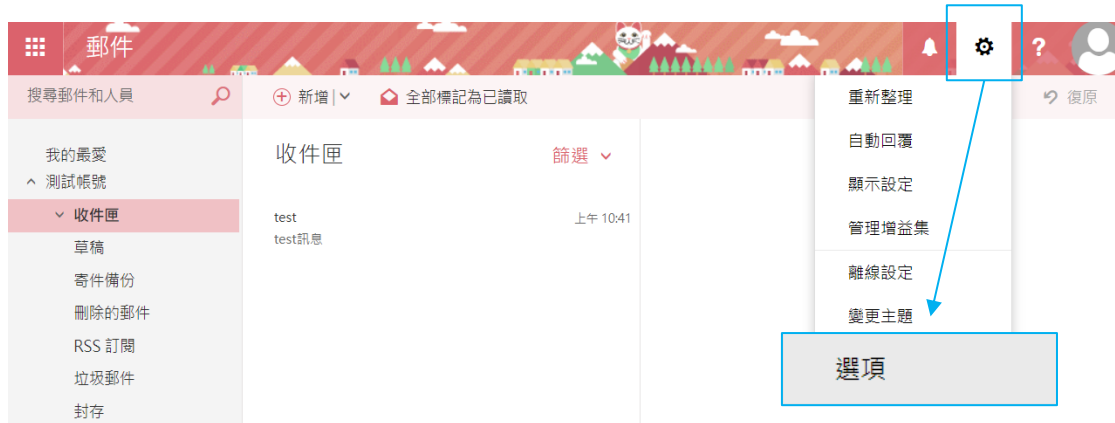 郵件
?
搜尋郵件和人員
新增
全部標記為已讀取
復原
我的最愛
測試帳號
收件匣
草稿
寄件備份
刪除的郵件
RSS 訂閱
垃圾郵件
封存
收件匣
篩選
test
上午 10:41
test訊息
重新整理
自動回覆
顯示設定
管理增益集
離線設定
變更主題
選項